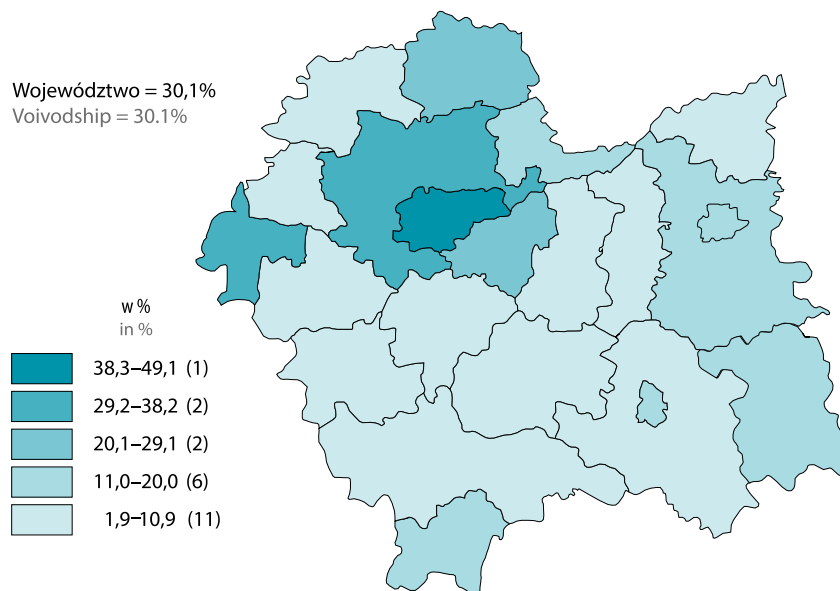 Województwo = 30,1%
Voivodship = 30.1%
w %
in %
38,3–49,1 (1)
29,2–38,2 (2)
20,1–29,1 (2)
11,0–20,0 (6)
1,9–10,9 (11)